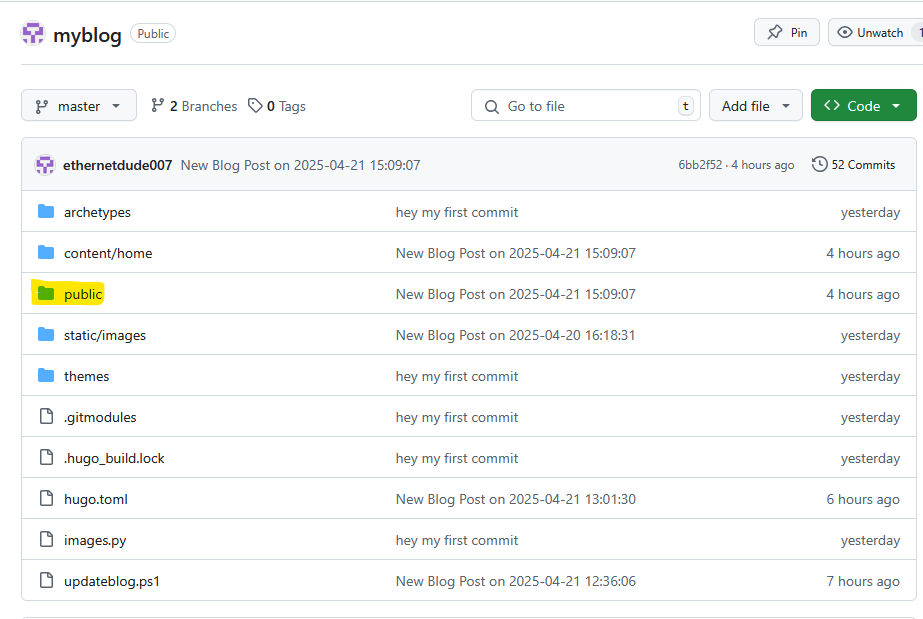 myblog Public Pin Unwatch 1
master 2 Branches 0 Tags Go to file t Add file Code
ethernetdude007 New Blog Post on 2025-04-21 15:09:07 6bb2f52 · 4 hours ago 52 Commits
archetypes hey my first commit yesterday
content/home New Blog Post on 2025-04-21 15:09:07 4 hours ago
public New Blog Post on 2025-04-21 15:09:07 4 hours ago
static/images New Blog Post on 2025-04-20 16:18:31 yesterday
themes hey my first commit yesterday
.gitmodules hey my first commit yesterday
.hugo_build.lock hey my first commit yesterday
hugo.toml New Blog Post on 2025-04-21 13:01:30 6 hours ago
images.py hey my first commit yesterday
updateblog.ps1 New Blog Post on 2025-04-21 12:36:06 7 hours ago